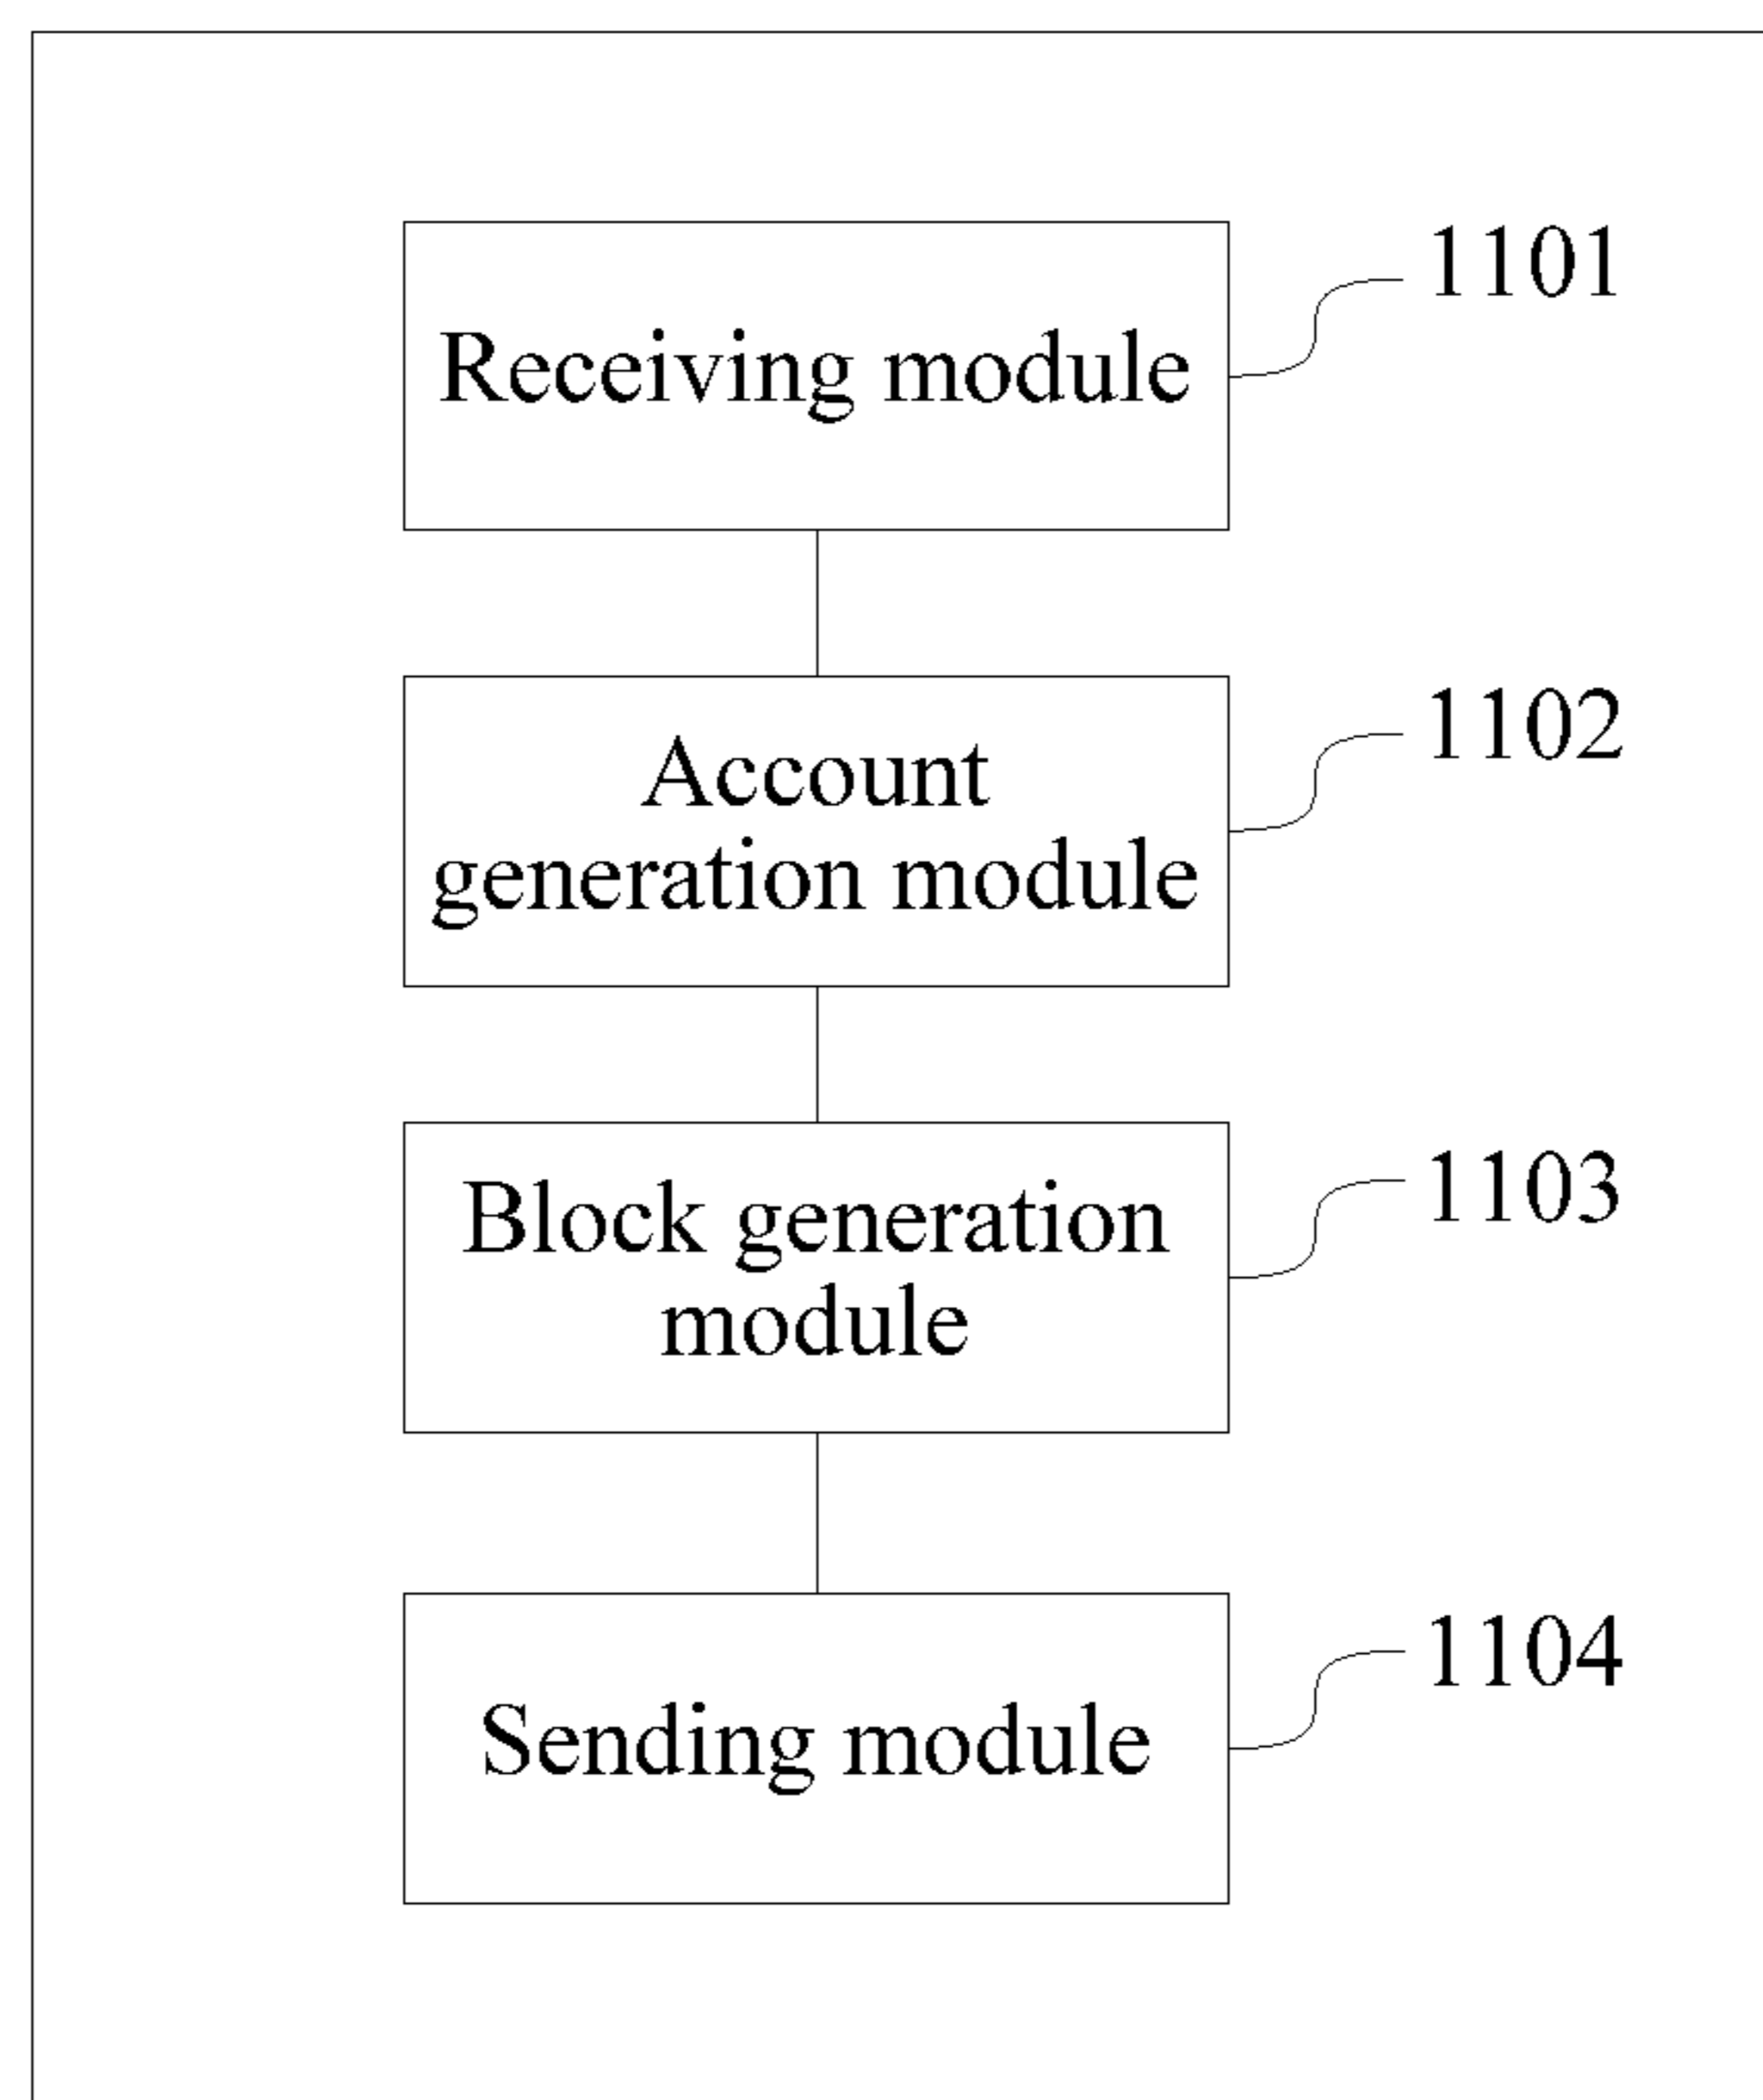 Receiving module
1101
Account
generation module
1102
Block generation
module
1103
Sending module
1104